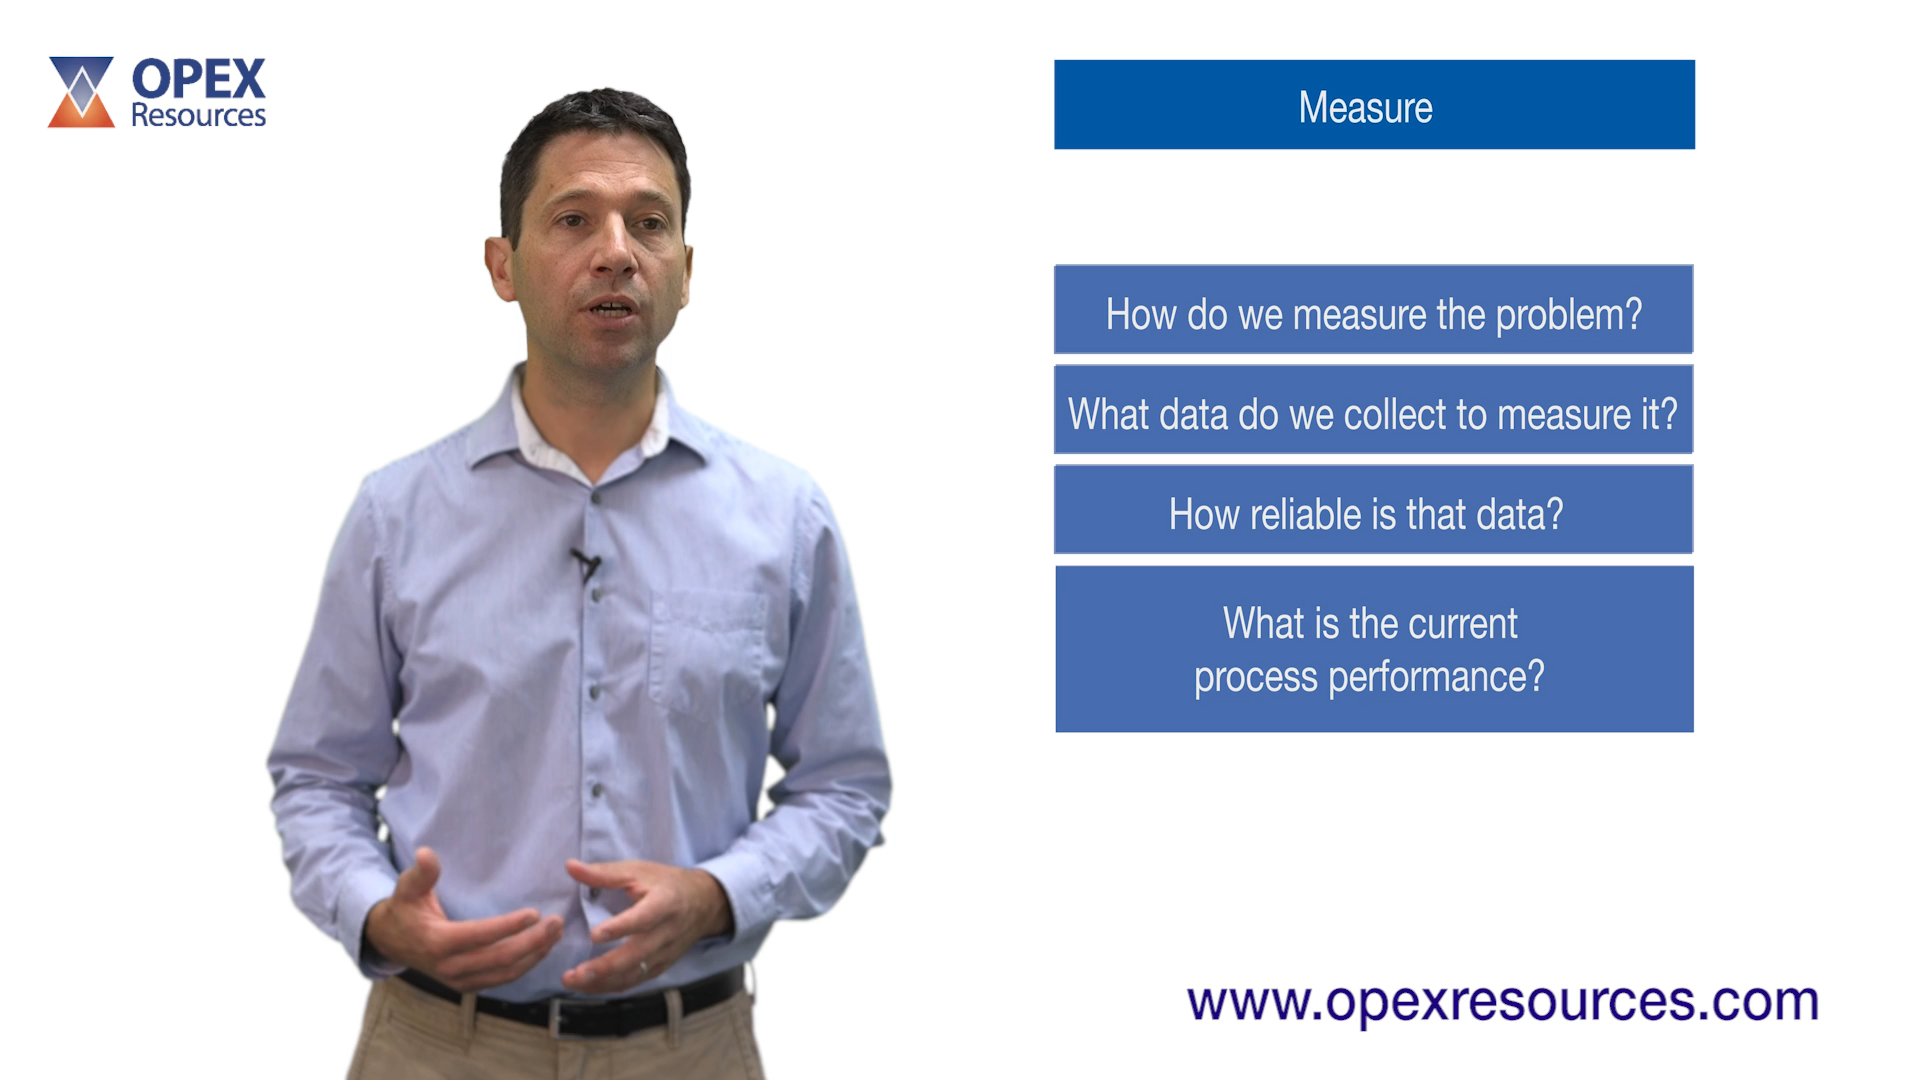 OPEX
Resources
Measure
How do we measure the problem?
What data do we collect to measure it?
How reliable is that data?
What is the current
process performance?
www.opexresources.com